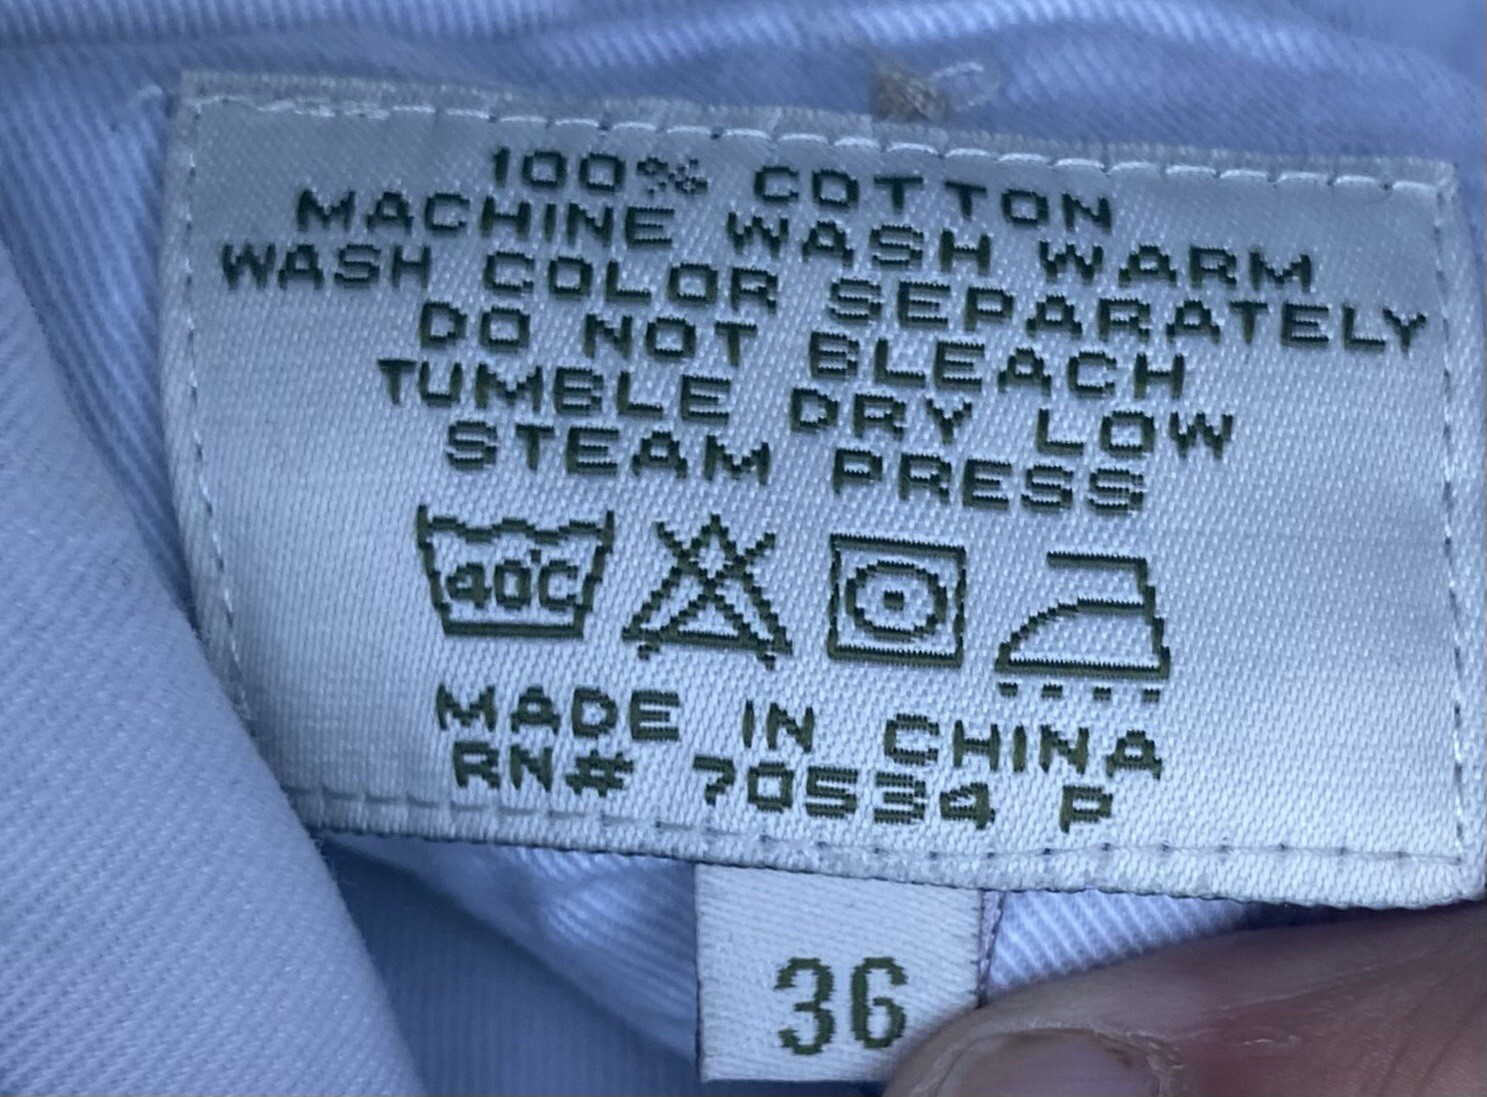 100% COTTON
MACHINE WASH WARM
WASH COLOR SEPARATELY
DO NOT BLEACH
TUMBLE DRY LOW
STEAM PRESS
40°C
MADE IN CHINA
RN# 70534 P
36